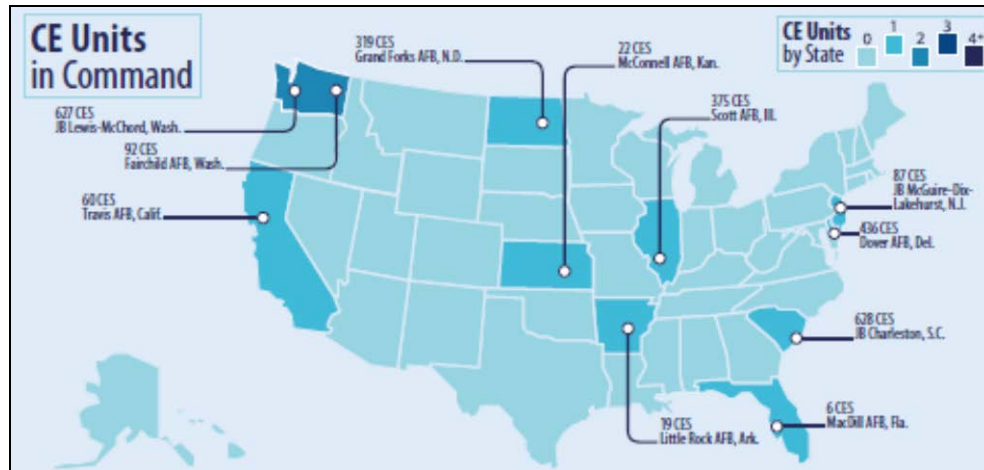 CE Units
in Command
CE Units
by State
0
1
2
3
4+
319 CES
Grand Forks AFB, N.D.
22 CES
McConnell AFB, Kan.
375 CES
Scott AFB, Ill.
627 CES
JB Lewis-McChord, Wash.
92 CES
Fairchild AFB, Wash.
60 CES
Travis AFB, Calif.
87 CES
JB McGuire-Dix-
Lakehurst, N.J.
436 CES
Dover AFB, Del.
628 CES
JB Charleston, S.C.
19 CES
Little Rock AFB, Ark.
6 CES
MacDill AFB, Fla.